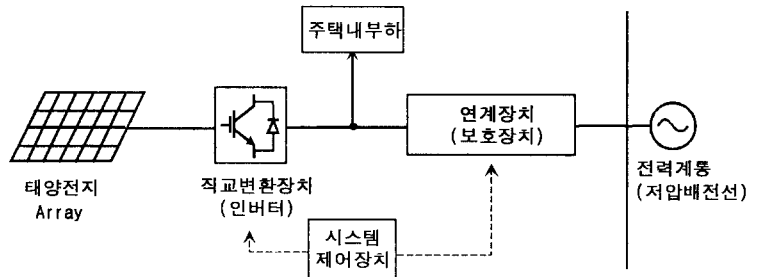 주택내부하
연계장치
(보호장치)
태양전지
Array
직교변환장치
(인버터)
전력계통
(저압배전선)
시스템
제어장치